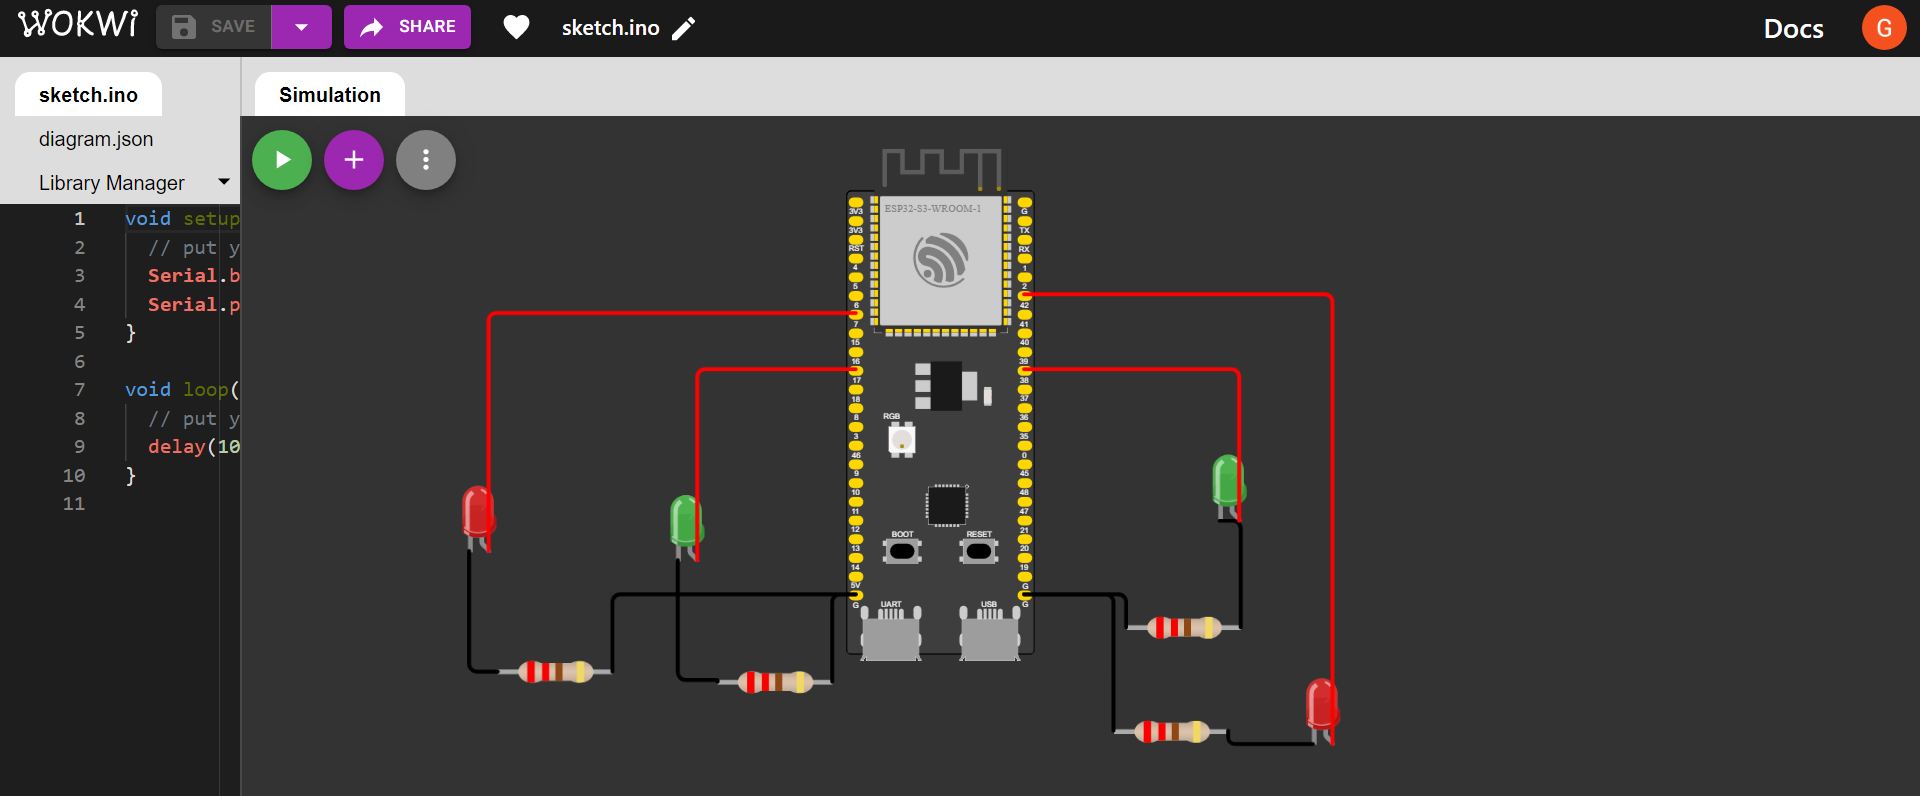 WOKWi SAVE SHARE sketch.ino Docs G
sketch.ino
Simulation
diagram.json
Library Manager
1 void setup
2 // put y
3 Serial.b
4 Serial.p
5 }
6
7 void loop(
8 // put y
9 delay(10
10 }
11
ESP32-S3-WROOM-1
3V3
3V3
RST
4
5
6
7
15
16
17
18
8
3
46
9
10
11
12
13
14
5V
G
G
TX
RX
1
2
42
41
40
39
38
37
36
35
0
45
48
47
21
20
19
G
G
RGB
BOOT RESET
UART USB